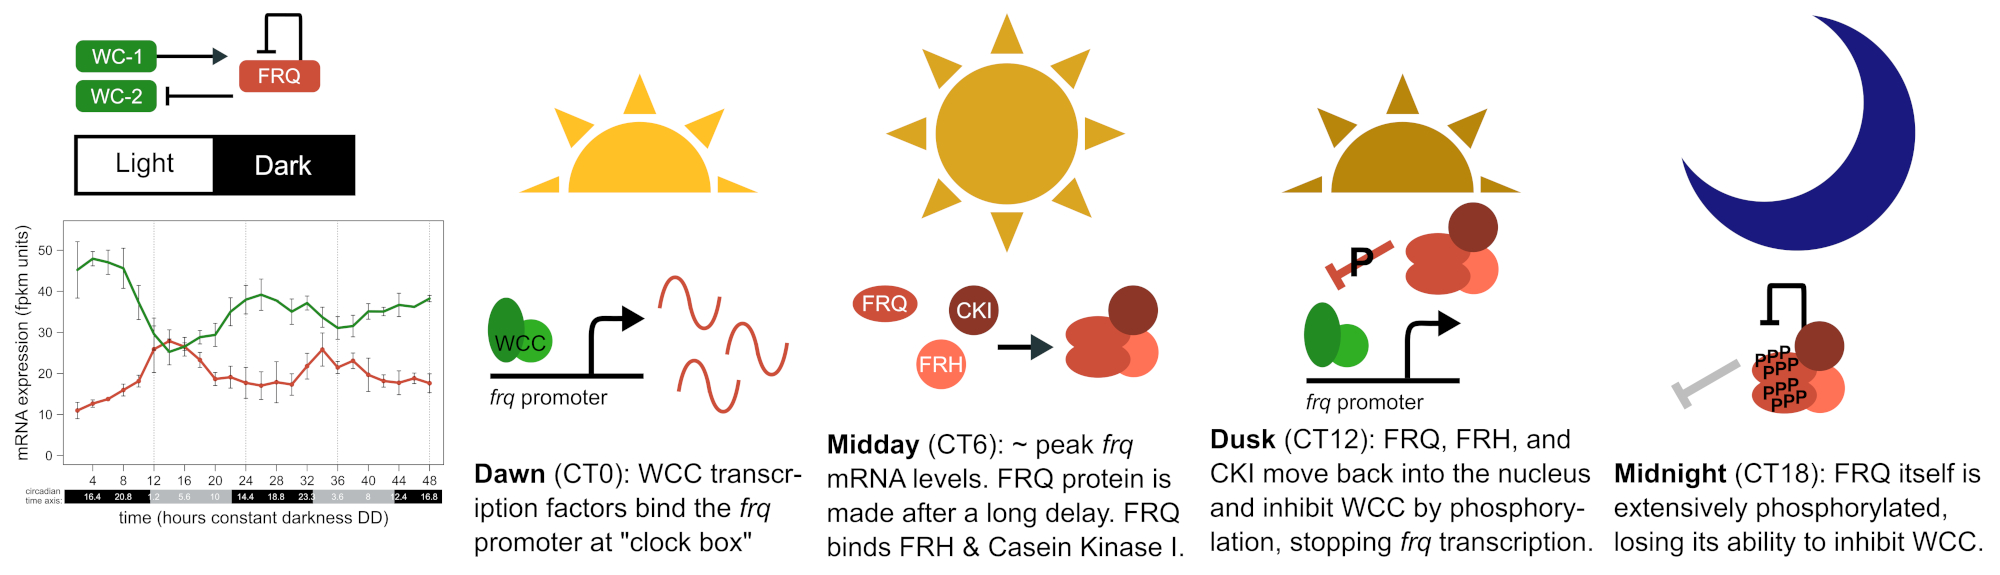 WC-1
FRQ
WC-2
Light
Dark
mRNA expression (fpkm units)
50
40
30
20
10
0
4 8 12 16 20 24 28 32 36 40 44 48
circadian
time axis:
16.4 20.8 1.2 5.6 10 14.4 18.8 23.3 3.6 8 12.4 16.8
time (hours constant darkness DD)
WCC
frq promoter
Dawn (CT0): WCC transcr-
iption factors bind the frq
promoter at "clock box"
FRQ
CKI
FRH
Midday (CT6): ~ peak frq
mRNA levels. FRQ protein is
made after a long delay. FRQ
binds FRH & Casein Kinase I.
P
frq promoter
Dusk (CT12): FRQ, FRH, and
CKI move back into the nucleus
and inhibit WCC by phosphory-
lation, stopping frq transcription.
PPP
PPP
PPP
PPP
Midnight (CT18): FRQ itself is
extensively phosphorylated,
losing its ability to inhibit WCC.